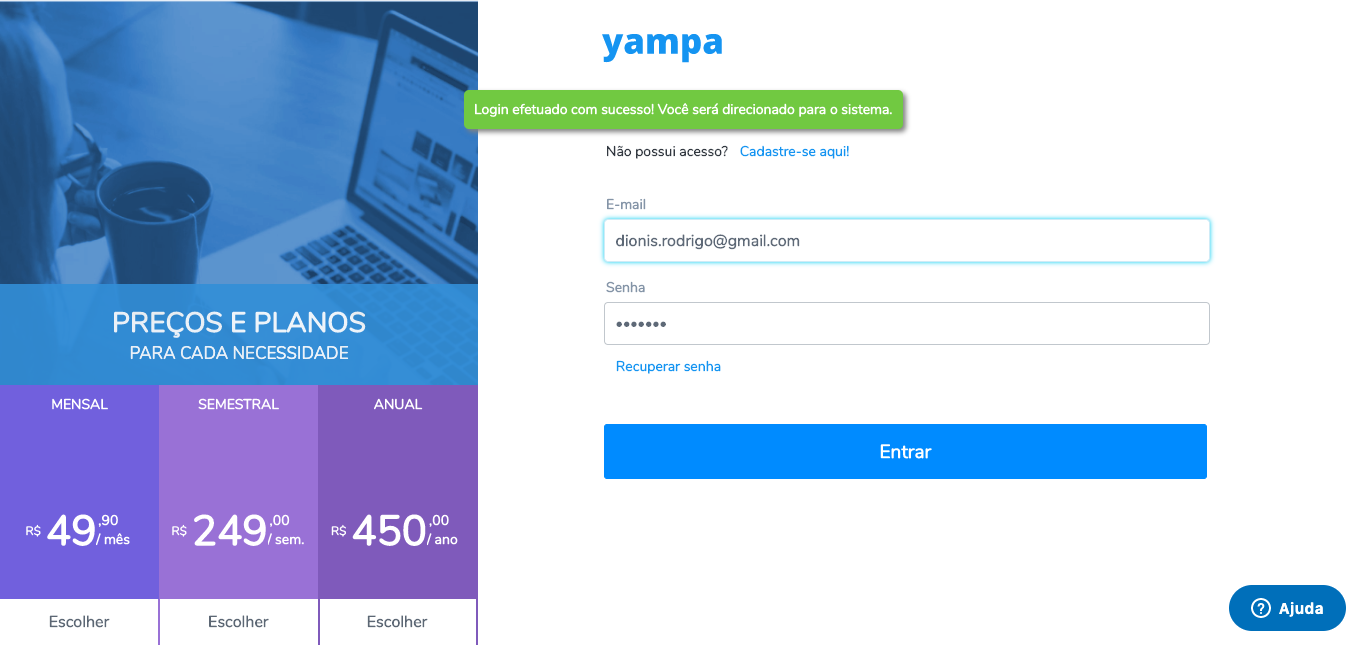 yampa
Login efetuado com sucesso! Você será direcionado para o sistema.
Não possui acesso? Cadastre-se aqui!
E-mail
dionis.rodrigo@gmail.com
Senha
•••••••
Recuperar senha
Entrar
PREÇOS E PLANOS
PARA CADA NECESSIDADE
MENSAL
R$ 49,90 / mês
Escolher
SEMESTRAL
R$ 249,00 / sem.
Escolher
ANUAL
R$ 450,00 / ano
Escolher
Ajuda